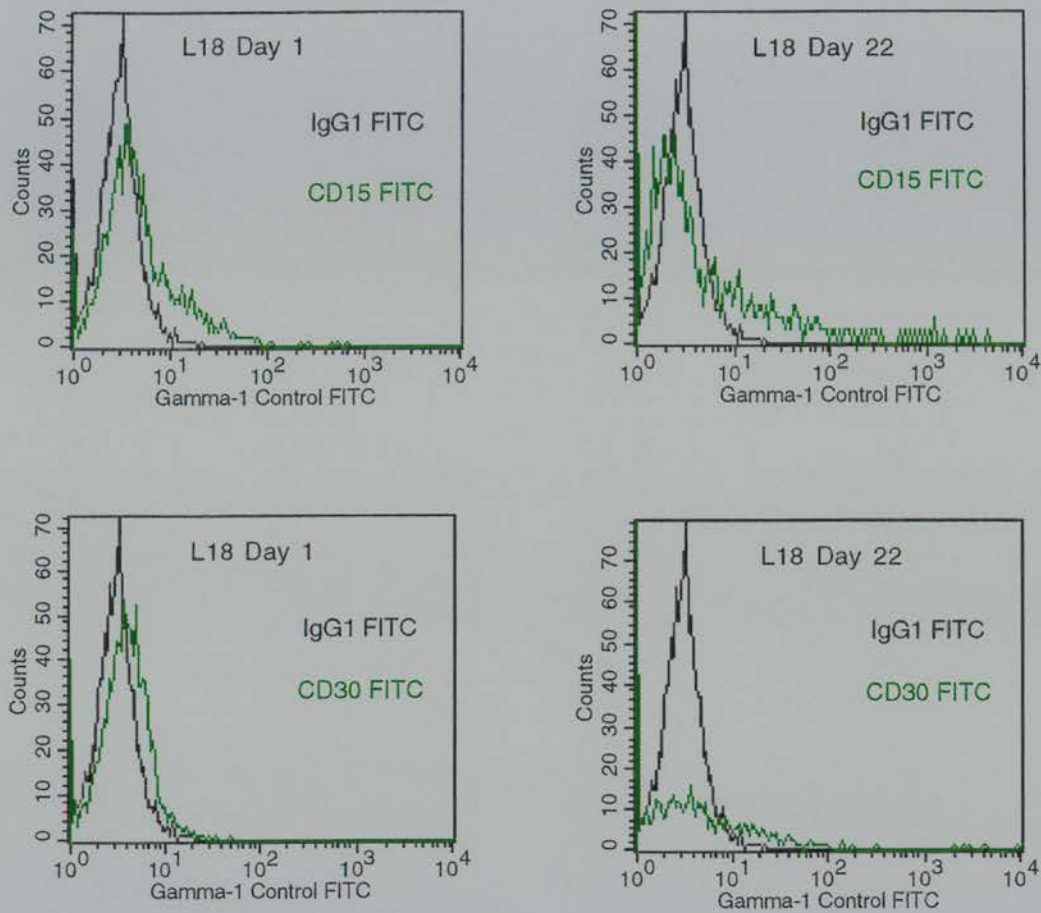 L18 Day 1
IgG1 FITC
CD15 FITC
Counts
0 10 20 30 40 50 60 70
10^0 10^1 10^2 10^3 10^4
Gamma-1 Control FITC
L18 Day 22
IgG1 FITC
CD15 FITC
Counts
0 10 20 30 40 50 60 70
10^0 10^1 10^2 10^3 10^4
Gamma-1 Control FITC
L18 Day 1
IgG1 FITC
CD30 FITC
Counts
0 10 20 30 40 50 60 70
10^0 10^1 10^2 10^3 10^4
Gamma-1 Control FITC
L18 Day 22
IgG1 FITC
CD30 FITC
Counts
0 10 20 30 40 50 60 70
10^0 10^1 10^2 10^3 10^4
Gamma-1 Control FITC